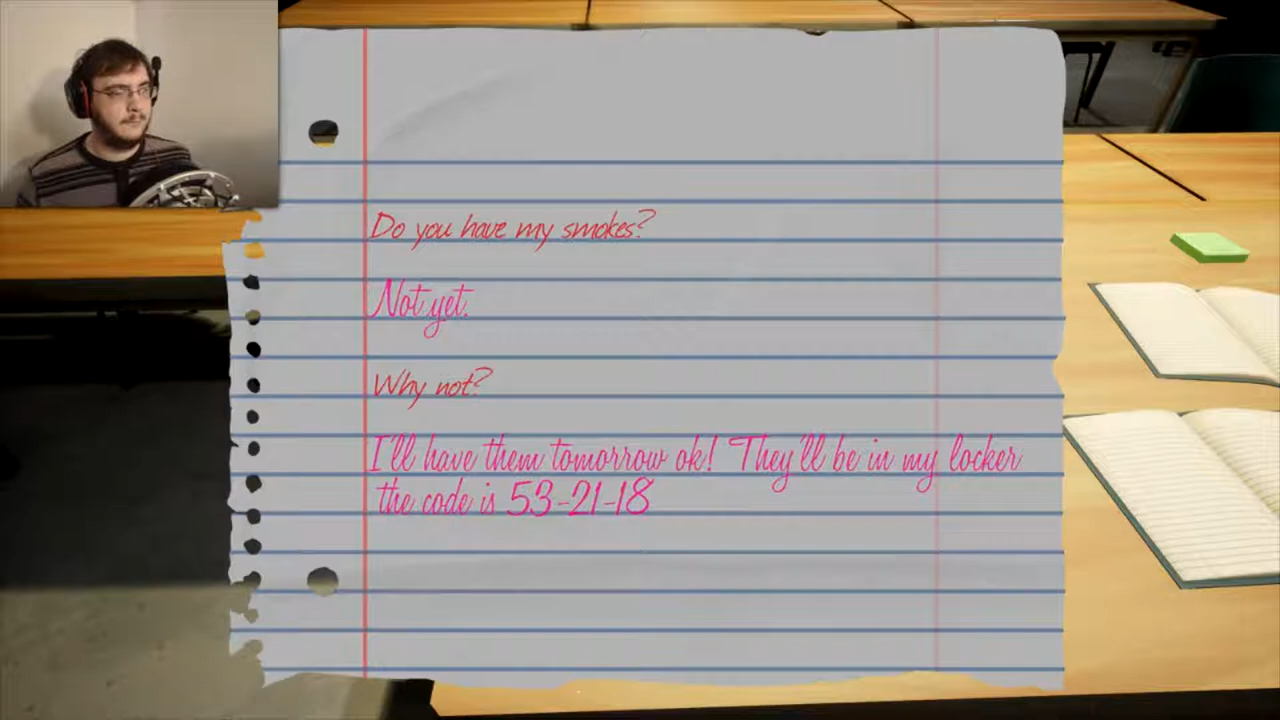 Do you have my smokes?
Not yet.
Why not?
I'll have them tomorrow ok! They'll be in my locker
the code is 53-21-18